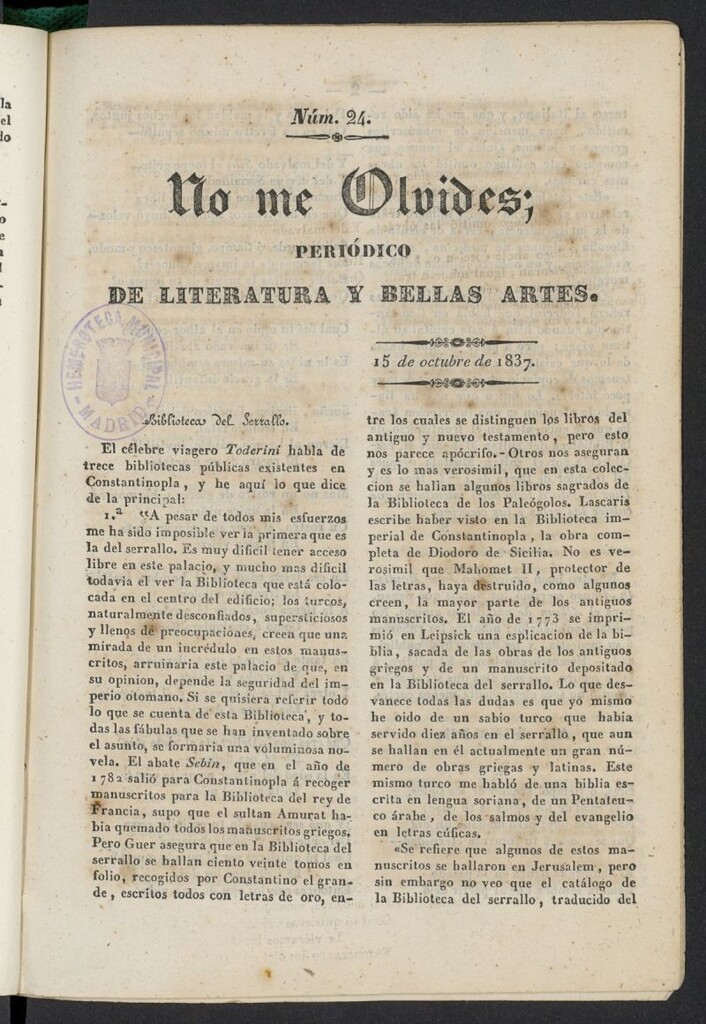 la
el
do
Núm. 24.
No me Olvides;
PERIÓDICO
DE LITERATURA Y BELLAS ARTES.
HEMEROTECA MUNICIPAL
MADRID
15 de octubre de 1837.
Biblioteca del Serrallo.
El célebre viagero Toderini habla de
trece bibliotecas públicas existentes en
Constantinopla, y he aquí lo que dice
de la principal:
1.ª “A pesar de todos mis esfuerzos
me ha sido imposible ver la primera que es
la del serrallo. Es muy dificil tener acceso
libre en este palacio, y mucho mas dificil
todavia el ver la Biblioteca que está colo-
cada en el centro del edificio; los turcos,
naturalmente desconfiados, supersticiosos
y llenos de preocupaciones, creen que una
mirada de un incrédulo en estos manus-
critos, arruinaria este palacio de que, en
su opinion, depende la seguridad del im-
perio otomano. Si se quisiera referir todo
lo que se cuenta de esta Biblioteca, y to-
das las fábulas que se han inventado sobre
el asunto, se formaria una voluminosa no-
vela. El abate Sebin, que en el año de
1782 salió para Constantinopla á recoger
manuscritos para la Biblioteca del rey de
Francia, supo que el sultan Amurat ha-
bia quemado todos los manuscritos griegos.
Pero Guer asegura que en la Biblioteca del
serrallo se hallan ciento veinte tomos en
folio, recogidos por Constantino el gran-
de, escritos todos con letras de oro, en-
tre los cuales se distinguen los libros del
antiguo y nuevo testamento, pero esto
nos parece apócrifo.-Otros nos aseguran
y es lo mas verosimil, que en esta colec-
cion se hallan algunos libros sagrados de
la Biblioteca de los Paleógolos. Lascaris
escribe haber visto en la Biblioteca im-
perial de Constantinopla, la obra com-
pleta de Diodoro de Sicilia. No es ve-
rosimil que Mahomet II, protector de
las letras, haya destruido, como algunos
creen, la mayor parte de los antiguos
manuscritos. El año de 1773 se impri-
mió en Leipsick una esplicacion de la bi-
blia, sacada de las obras de los antiguos
griegos y de un manuscrito depositado
en la Biblioteca del serrallo. Lo que des-
vanece todas las dudas es que yo mismo
he oido de un sabio turco que habia
servido diez años en el serrallo, que aun
se hallan en él actualmente un gran nú-
mero de obras griegas y latinas. Este
mismo turco me habló de una biblia es-
crita en lengua soriana, de un Pentateu-
co árabe, de los salmos y del evangelio
en letras cúficas.
«Se refiere que algunos de estos ma-
nuscritos se hallaron en Jerusalem, pero
sin embargo no veo que el catálogo de
la Biblioteca del serrallo, traducido del